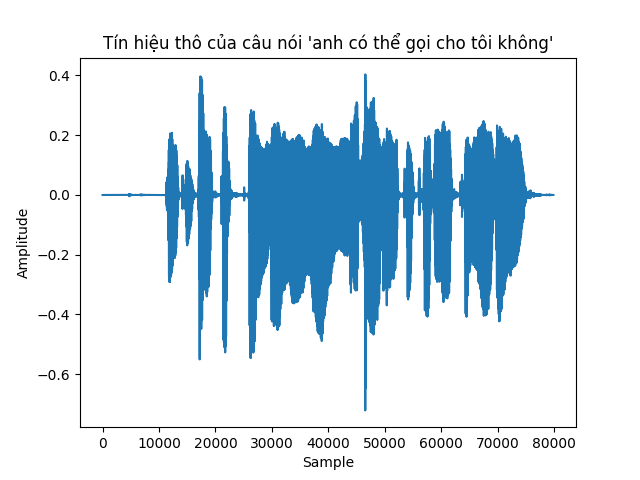 Tín hiệu thô của câu nói 'anh có thể gọi cho tôi không'
0.4
0.2
0.0
−0.2
−0.4
−0.6
Amplitude
0 10000 20000 30000 40000 50000 60000 70000 80000
Sample